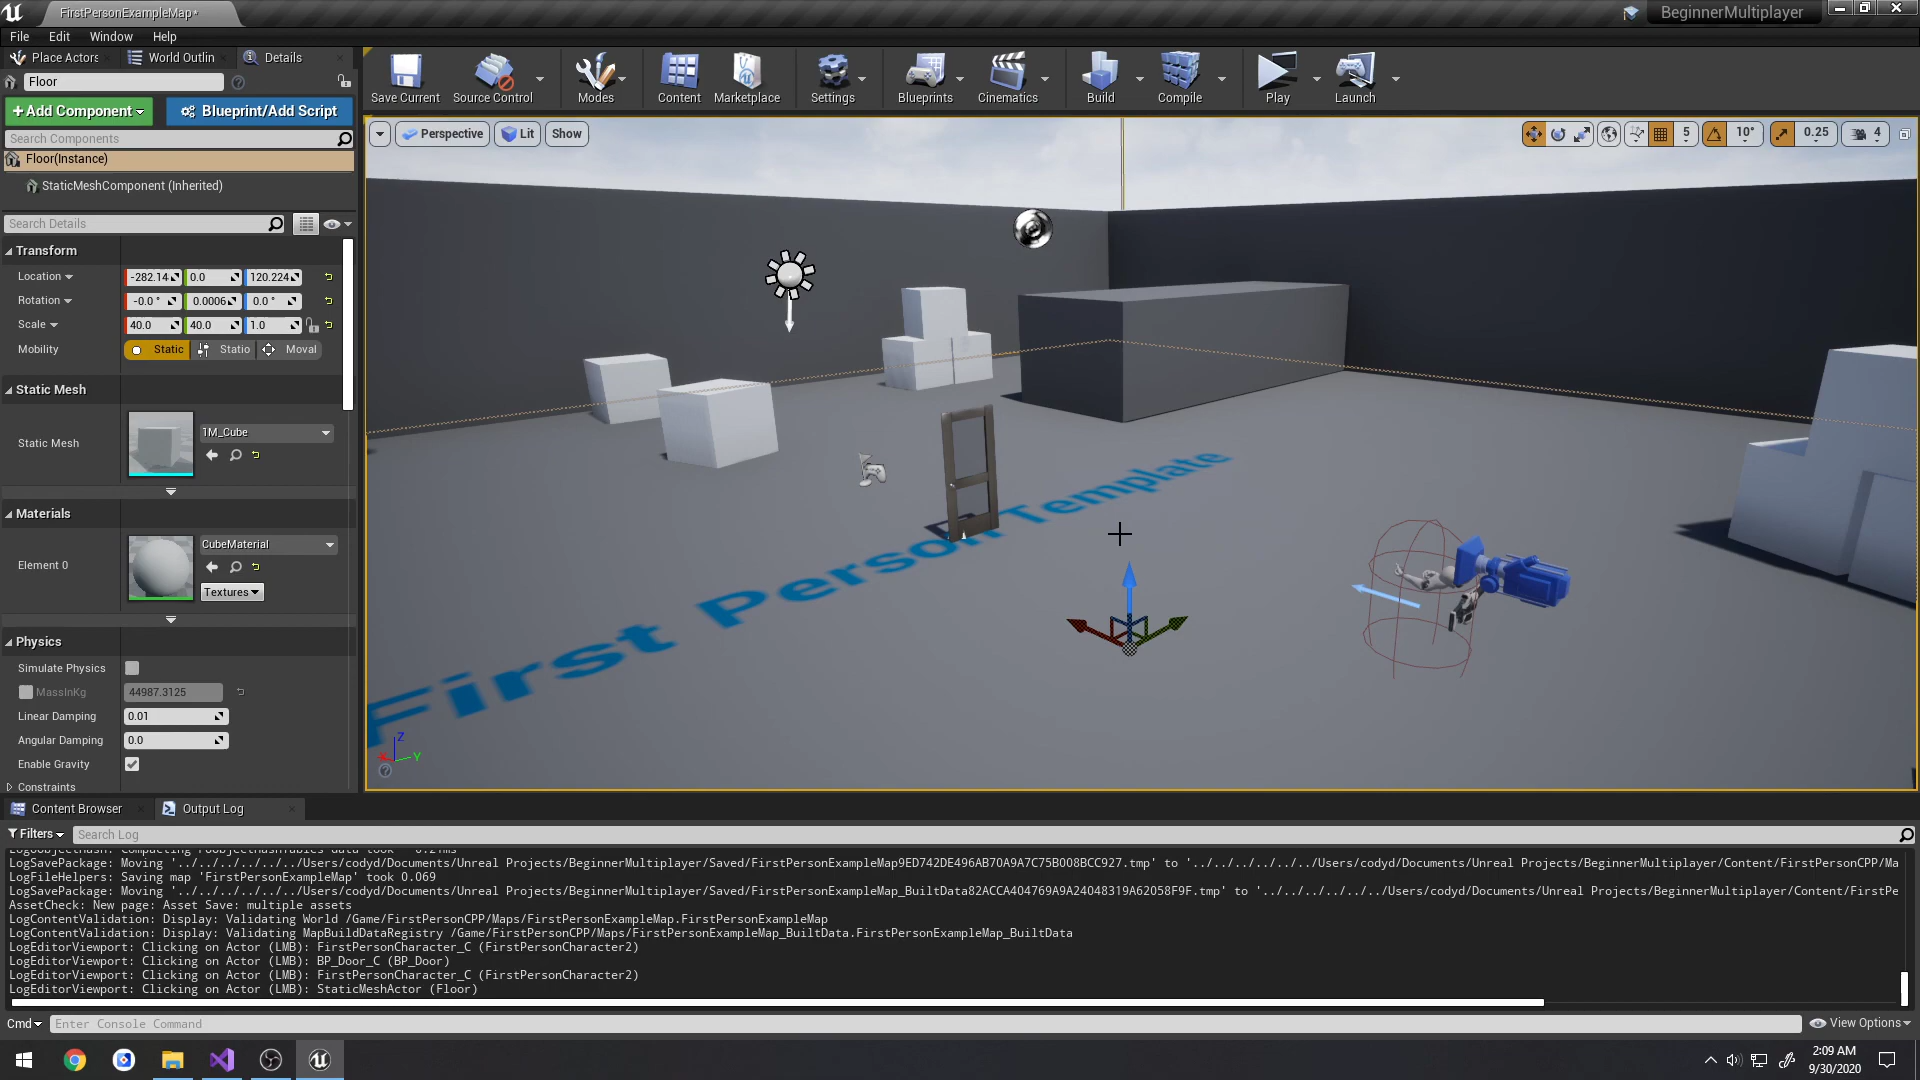 FirstPersonExampleMap*
BeginnerMultiplayer
File Edit Window Help
Place Actors World Outlin Details
Floor
+Add Component Blueprint/Add Script
Search Components
Floor(Instance)
StaticMeshComponent (Inherited)
Search Details
Transform
Location -282.14 0.0 120.224
Rotation -0.0 ° 0.0006 0.0 °
Scale 40.0 40.0 1.0
Mobility Static Statio Moval
Static Mesh
Static Mesh 1M_Cube
Materials
Element 0 CubeMaterial
Textures
Physics
Simulate Physics
MassInKg 44987.3125
Linear Damping 0.01
Angular Damping 0.0
Enable Gravity
Constraints
Save Current Source Control Modes Content Marketplace Settings Blueprints Cinematics Build Compile Play Launch
Perspective Lit Show 5 10° 0.25 4
First Person Template
Z
X Y
Content Browser Output Log
Filters Search Log
LogSavePackage: Moving '../../../../../../Users/codyd/Documents/Unreal Projects/BeginnerMultiplayer/Saved/FirstPersonExampleMap9ED742DE496AB70A9A7C75B008BCC927.tmp' to '../../../../../../Users/codyd/Documents/Unreal Projects/BeginnerMultiplayer/Content/FirstPersonCPP/Ma
LogFileHelpers: Saving map 'FirstPersonExampleMap' took 0.069
LogSavePackage: Moving '../../../../../../Users/codyd/Documents/Unreal Projects/BeginnerMultiplayer/Saved/FirstPersonExampleMap_BuiltData82ACCA404769A9A24048319A62058F9F.tmp' to '../../../../../../Users/codyd/Documents/Unreal Projects/BeginnerMultiplayer/Content/FirstPe
AssetCheck: New page: Asset Save: multiple assets
LogContentValidation: Display: Validating World /Game/FirstPersonCPP/Maps/FirstPersonExampleMap.FirstPersonExampleMap
LogContentValidation: Display: Validating MapBuildDataRegistry /Game/FirstPersonCPP/Maps/FirstPersonExampleMap_BuiltData.FirstPersonExampleMap_BuiltData
LogEditorViewport: Clicking on Actor (LMB): FirstPersonCharacter_C (FirstPersonCharacter2)
LogEditorViewport: Clicking on Actor (LMB): BP_Door_C (BP_Door)
LogEditorViewport: Clicking on Actor (LMB): FirstPersonCharacter_C (FirstPersonCharacter2)
LogEditorViewport: Clicking on Actor (LMB): StaticMeshActor (Floor)
Cmd Enter Console Command View Options
2:09 AM
9/30/2020